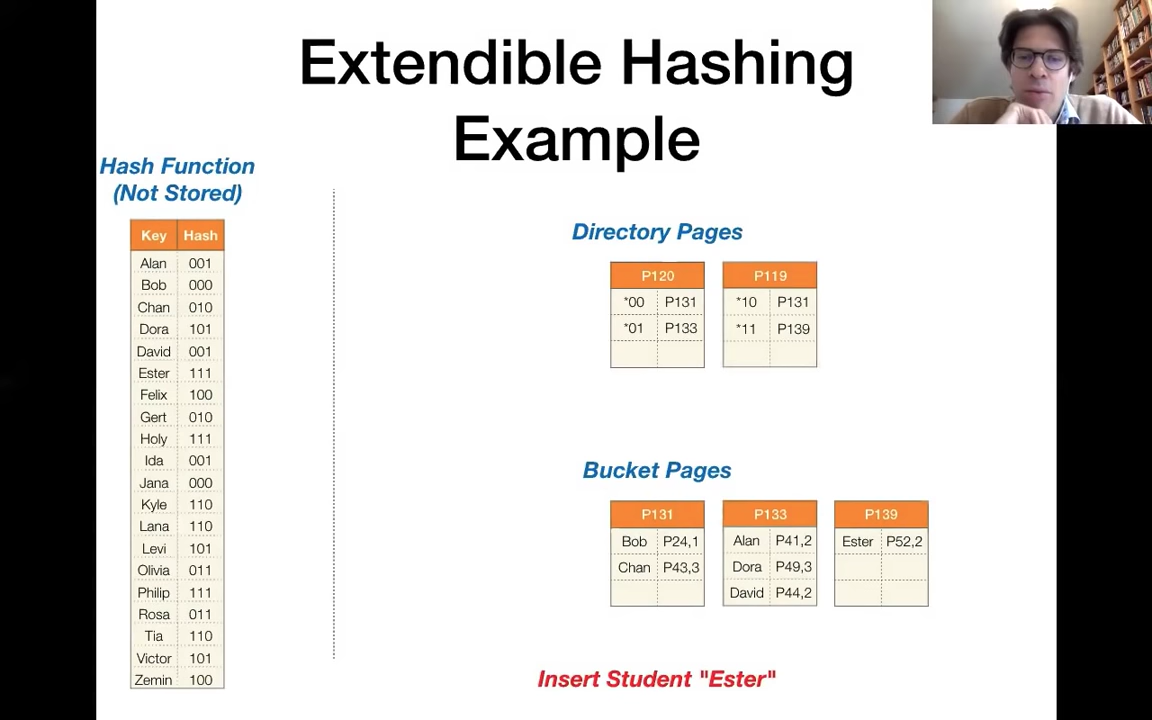 Extendible Hashing
Example
Hash Function
(Not Stored)
Key Hash
Alan 001
Bob 000
Chan 010
Dora 101
David 001
Ester 111
Felix 100
Gert 010
Holy 111
Ida 001
Jana 000
Kyle 110
Lana 110
Levi 101
Olivia 011
Philip 111
Rosa 011
Tia 110
Victor 101
Zemin 100
Directory Pages
P120
*00 P131
*01 P133
P119
*10 P131
*11 P139
Bucket Pages
P131
Bob P24,1
Chan P43,3
P133
Alan P41,2
Dora P49,3
David P44,2
P139
Ester P52,2
Insert Student "Ester"